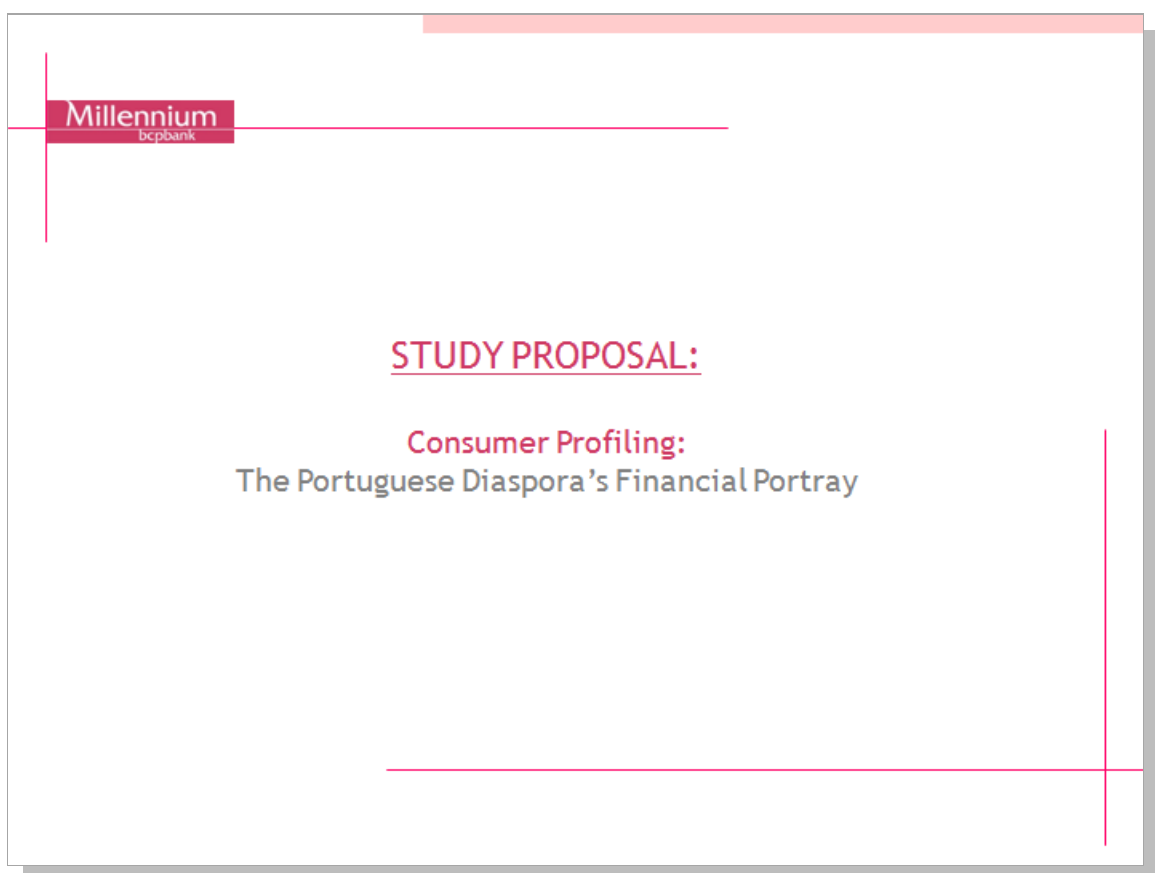 Millennium
bcpbank
STUDY PROPOSAL:
Consumer Profiling:
The Portuguese Diaspora’s Financial Portray